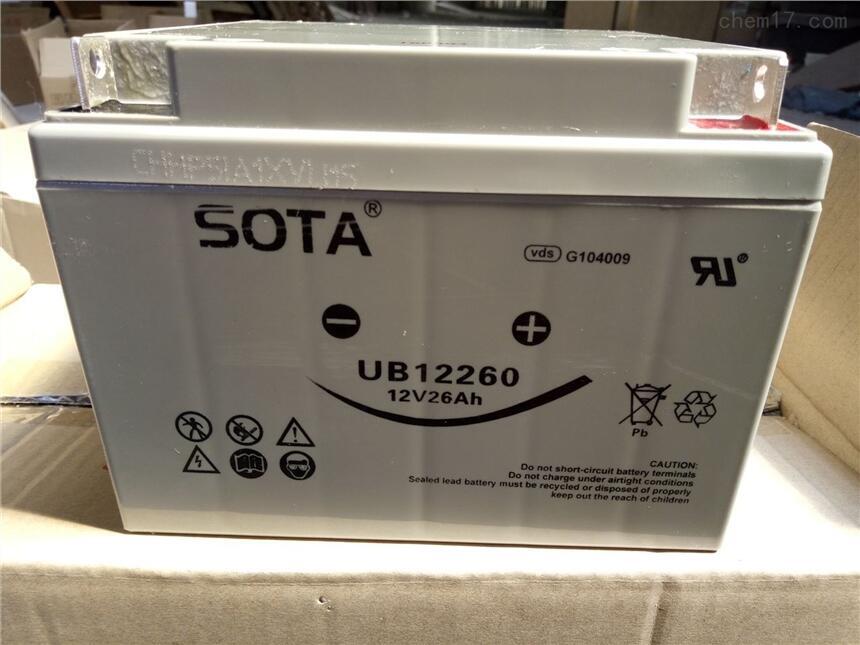 chem17.com
SOTA®
vds G104009
UB12260
12V26Ah
Pb
CAUTION:
Do not short-circuit battery terminals
Do not charge under airtight conditions
Sealed lead battery must be recycled or disposed of properly
keep out the reach of children